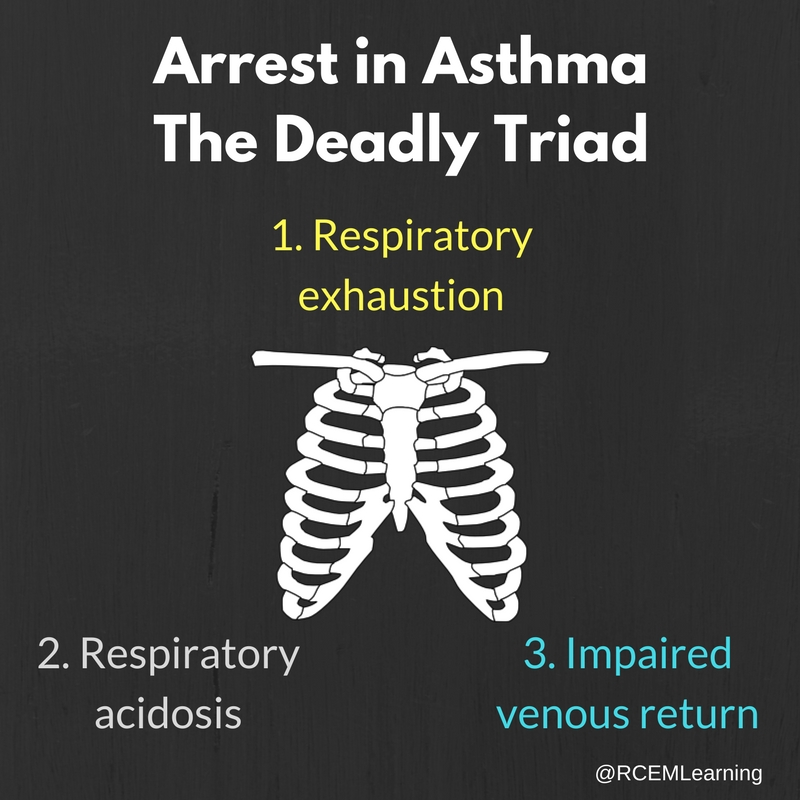 Arrest in Asthma
The Deadly Triad
1. Respiratory
exhaustion
2. Respiratory
acidosis
3. Impaired
venous return
@RCEMLearning